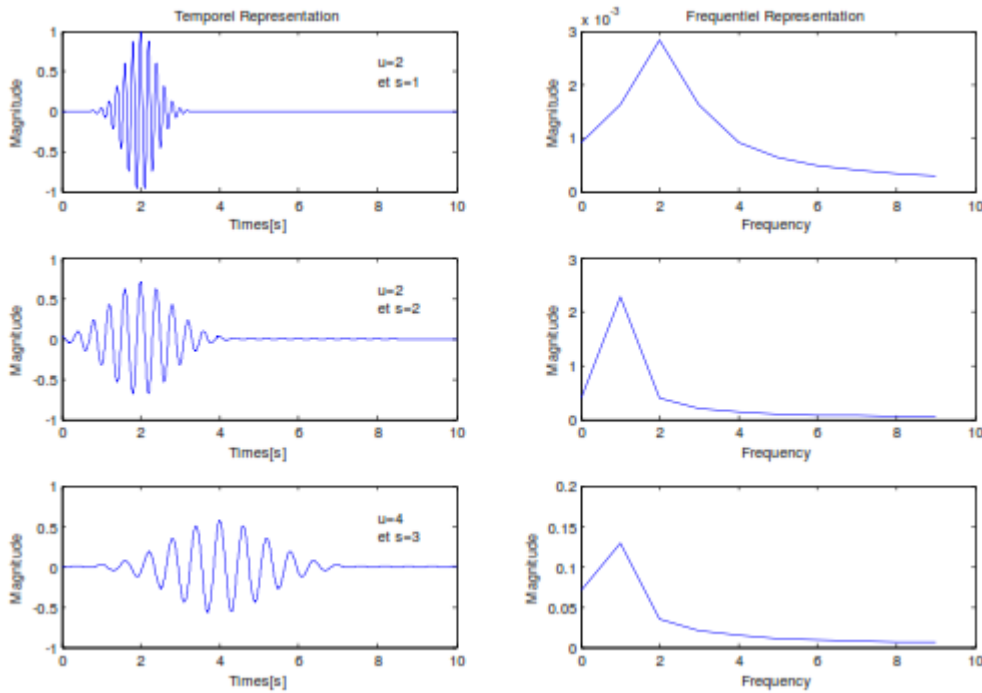 Temporel Representation
1
0.5
0
-0.5
-1
Magnitude
u=2
et s=1
0 2 4 6 8 10
Times[s]
Frequentiel Representation
x 10^-3
3
2
1
0
Magnitude
0 2 4 6 8 10
Frequency
1
0.5
0
-0.5
-1
Magnitude
u=2
et s=2
0 2 4 6 8 10
Times[s]
3
2
1
0
Magnitude
0 2 4 6 8 10
Frequency
1
0.5
0
-0.5
-1
Magnitude
u=4
et s=3
0 2 4 6 8 10
Times[s]
0.2
0.15
0.1
0.05
0
Magnitude
0 2 4 6 8 10
Frequency